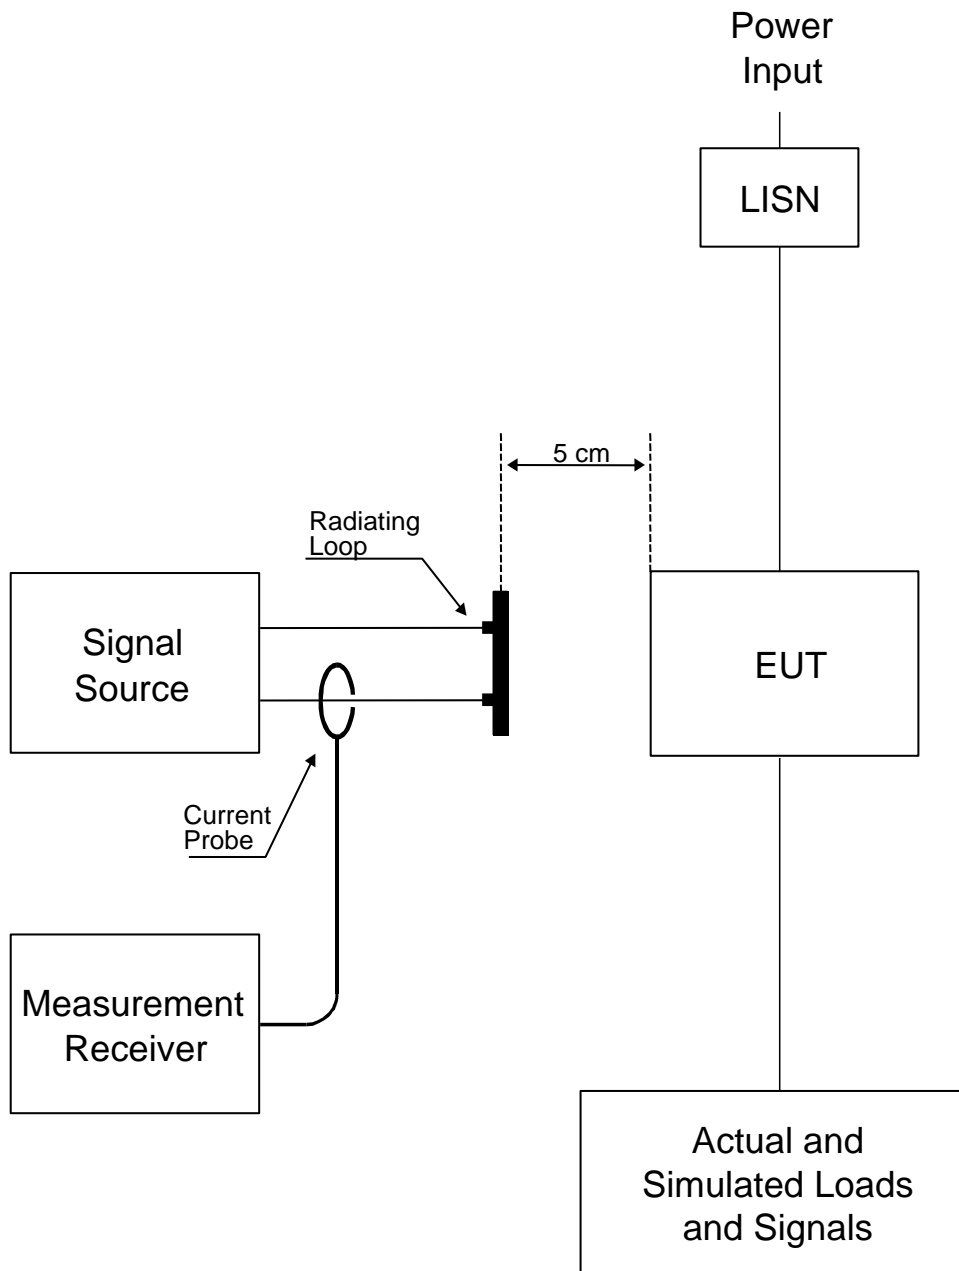 Power
Input
LISN
5 cm
Radiating
Loop
Signal
Source
EUT
Current
Probe
Measurement
Receiver
Actual and
Simulated Loads
and Signals